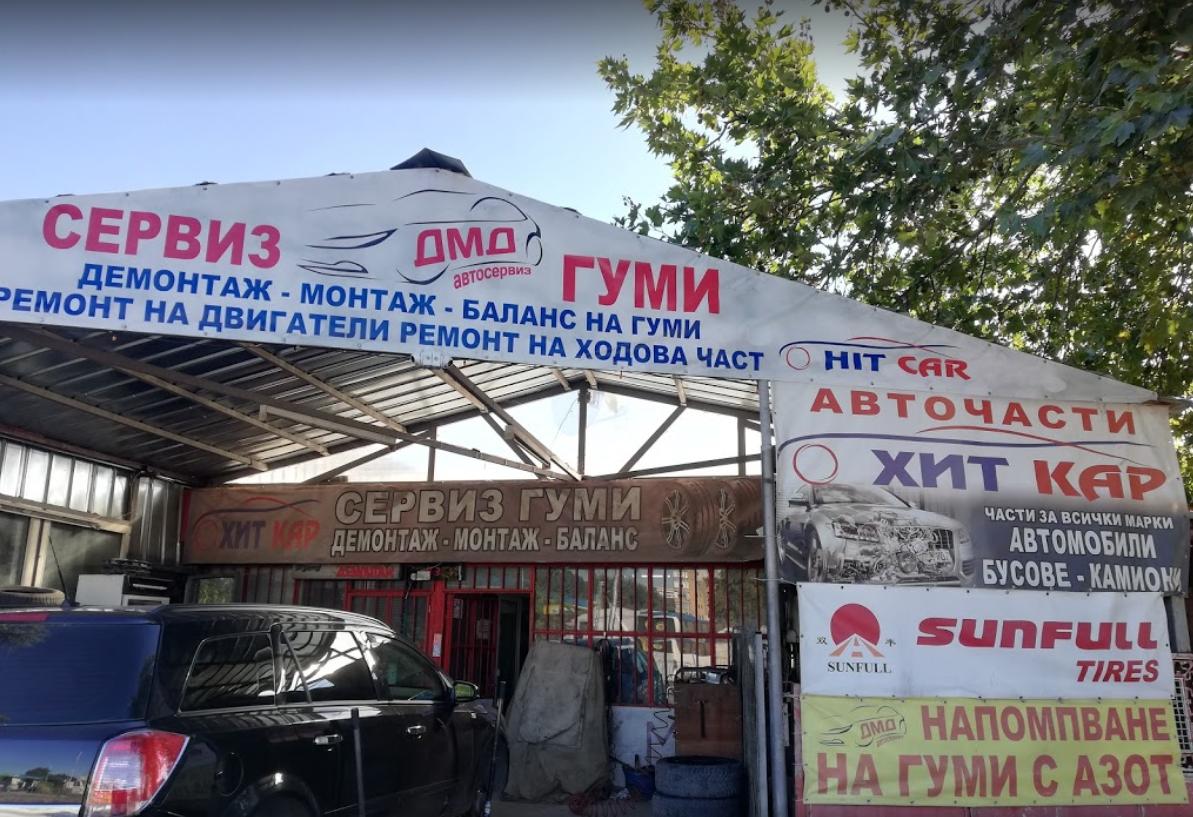 СЕРВИЗ
ДМД
автосервиз
ГУМИ
ДЕМОНТАЖ - МОНТАЖ - БАЛАНС НА ГУМИ
РЕМОНТ НА ДВИГАТЕЛИ РЕМОНТ НА ХОДОВА ЧАСТ
HIT CAR
АВТОЧАСТИ
ХИТ КАР
ЧАСТИ ЗА ВСИЧКИ МАРКИ
АВТОМОБИЛИ
БУСОВЕ - КАМИОНИ
ХИТ КАР
СЕРВИЗ ГУМИ
ДЕМОНТАЖ - МОНТАЖ - БАЛАНС
SUNFULL
SUNFULL
TIRES
ДМД
НАПОМПВАНЕ
НА ГУМИ С АЗОТ